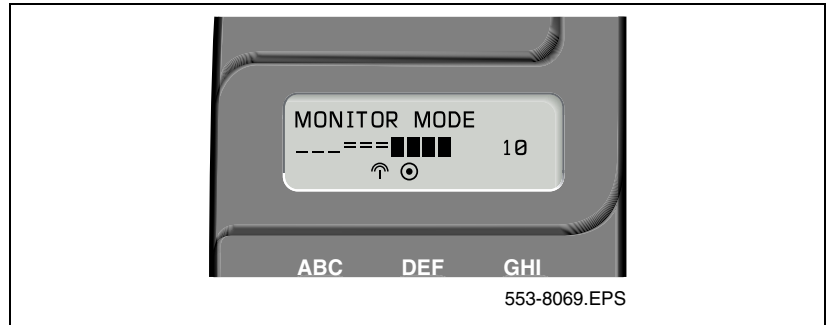 MONITOR MODE
___===████ 10
ABC DEF GHI
553-8069.EPS